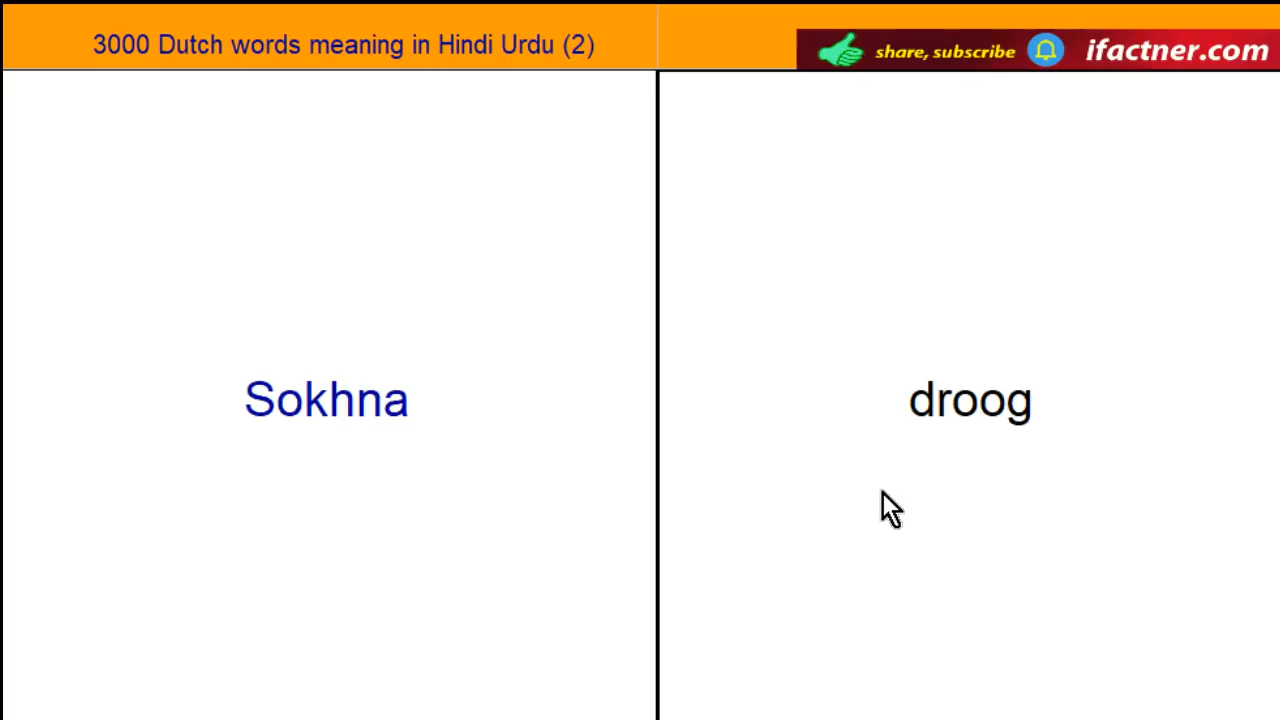 3000 Dutch words meaning in Hindi Urdu (2)
share, subscribe ifactner.com
Sokhna
droog